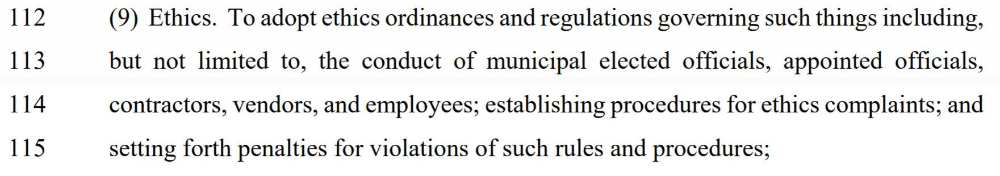 112 (9) Ethics. To adopt ethics ordinances and regulations governing such things including,
113 but not limited to, the conduct of municipal elected officials, appointed officials,
114 contractors, vendors, and employees; establishing procedures for ethics complaints; and
115 setting forth penalties for violations of such rules and procedures;